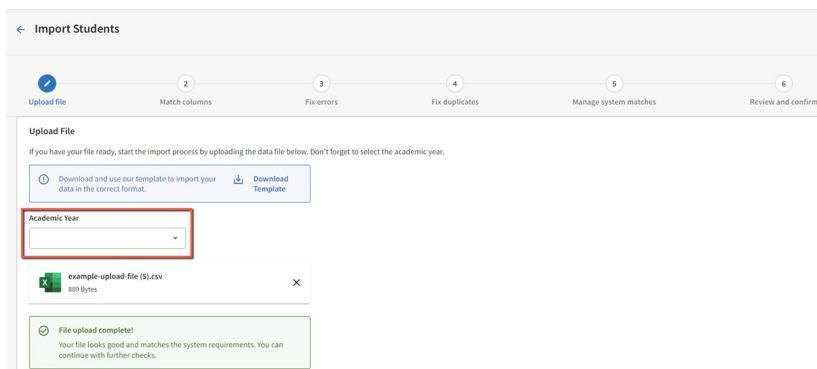 Import Students
2
3
4
5
6
Upload file
Match columns
Fix errors
Fix duplicates
Manage system matches
Review and confirm
Upload File
If you have your file ready, start the import process by uploading the data file below. Don't forget to select the academic year.
Download and use our template to import your
data in the correct format.
Download
Template
Academic Year
example-upload-file (5).csv
889 Bytes
File upload complete!
Your file looks good and matches the system requirements. You can
continue with further checks.